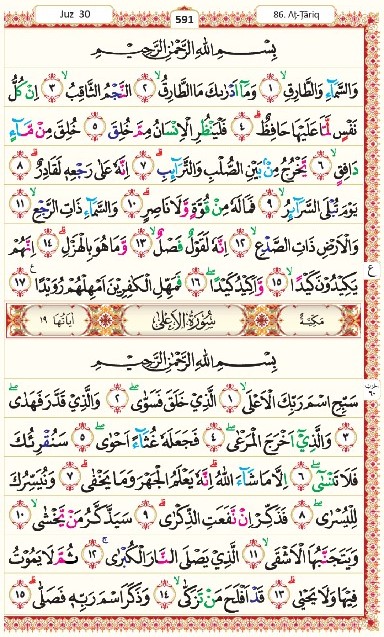 Juz 30
591
86. Aṭ-Ṭāriq
بِسْمِ اللّٰهِ الرَّحْمٰنِ الرَّحِيْمِ
وَالسَّمَآءِ وَالطَّارِقِۙ ۝١ وَمَآ اَدْرٰىكَ مَا الطَّارِقُۙ ۝٢ النَّجْمُ الثَّاقِبُۙ ۝٣ اِنْ كُلُّ
نَفْسٍ لَّمَّا عَلَيْهَا حَافِظٌۗ ۝٤ فَلْيَنْظُرِ الْاِنْسَانُ مِمَّ خُلِقَ ۝٥ خُلِقَ مِنْ مَّآءٍ
دَافِقٍۙ ۝٦ يَّخْرُجُ مِنْۢ بَيْنِ الصُّلْبِ وَالتَّرَآىِٕبِۗ ۝٧ اِنَّهٗ عَلٰى رَجْعِهٖ لَقَادِرٌۗ ۝٨
يَوْمَ تُبْلَى السَّرَآىِٕرُۙ ۝٩ فَمَا لَهٗ مِنْ قُوَّةٍ وَّلَا نَاصِرٍۗ ۝١٠ وَالسَّمَآءِ ذَاتِ الرَّجْعِۙ ۝١١
وَالْاَرْضِ ذَاتِ الصَّدْعِۙ ۝١٢ اِنَّهٗ لَقَوْلٌ فَصْلٌۙ ۝١٣ وَّمَا هُوَ بِالْهَزْلِۗ ۝١٤ اِنَّهُمْ
يَكِيْدُوْنَ كَيْدًاۙ ۝١٥ وَّاَكِيْدُ كَيْدًاۖ ۝١٦ فَمَهِّلِ الْكٰفِرِيْنَ اَمْهِلْهُمْ رُوَيْدًاࣖ ۝١٧
مَكِّيَّةٌ سُوْرَةُ الْاَعْلٰى اٰيَاتُهَا ١٩
بِسْمِ اللّٰهِ الرَّحْمٰنِ الرَّحِيْمِ
سَبِّحِ اسْمَ رَبِّكَ الْاَعْلَىۙ ۝١ الَّذِيْ خَلَقَ فَسَوّٰىۖ ۝٢ وَالَّذِيْ قَدَّرَ فَهَدٰىۖ
۝٣ وَالَّذِيْٓ اَخْرَجَ الْمَرْعٰىۖ ۝٤ فَجَعَلَهٗ غُثَآءً اَحْوٰىۖ ۝٥ سَنُقْرِئُكَ
فَلَا تَنْسٰىٓۖ ۝٦ اِلَّا مَا شَآءَ اللّٰهُ ۗاِنَّهٗ يَعْلَمُ الْجَهْرَ وَمَا يَخْفٰىۗ ۝٧ وَنُيَسِّرُكَ
لِلْيُسْرٰىۖ ۝٨ فَذَكِّرْ اِنْ نَّفَعَتِ الذِّكْرٰىۗ ۝٩ سَيَذَّكَّرُ مَنْ يَّخْشٰىۙ ۝١٠
وَيَتَجَنَّبُهَا الْاَشْقَىۙ ۝١١ الَّذِيْ يَصْلَى النَّارَ الْكُبْرٰىۚ ۝١٢ ثُمَّ لَا يَمُوْتُ
فِيْهَا وَلَا يَحْيٰىۗ ۝١٣ قَدْ اَفْلَحَ مَنْ تَزَكّٰىۙ ۝١٤ وَذَكَرَ اسْمَ رَبِّهٖ فَصَلّٰىۗ ۝١٥